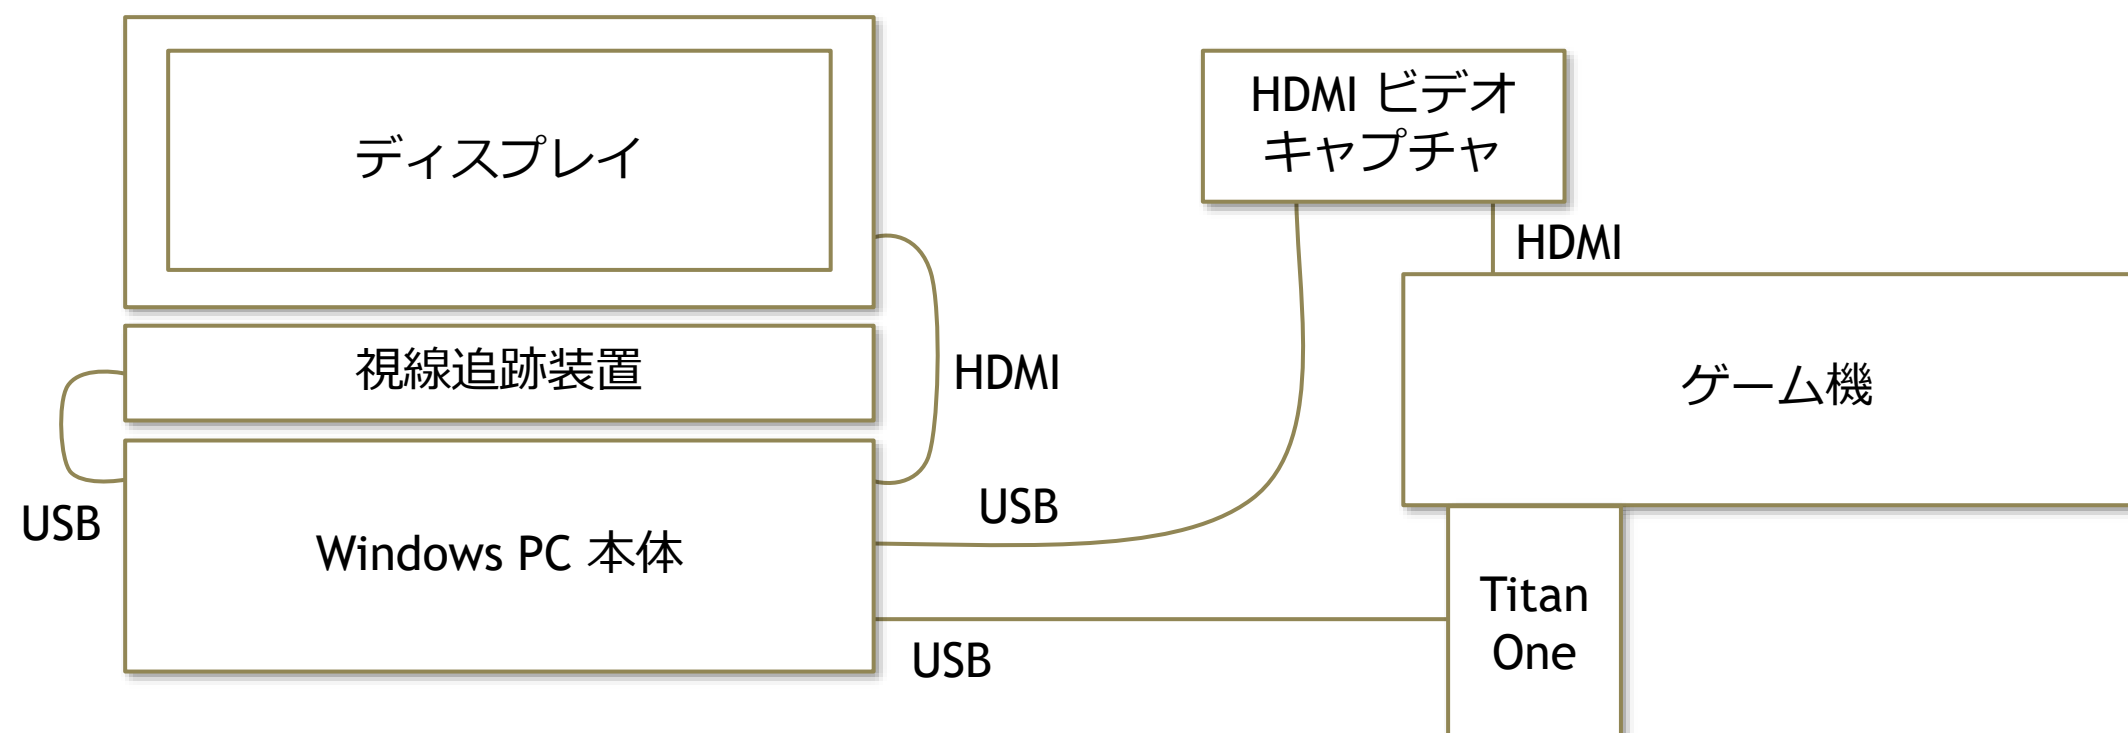 ディスプレイ
HDMI ビデオ
キャプチャ
HDMI
視線追跡装置
HDMI
ゲーム機
USB
USB
Windows PC 本体
Titan
One
USB